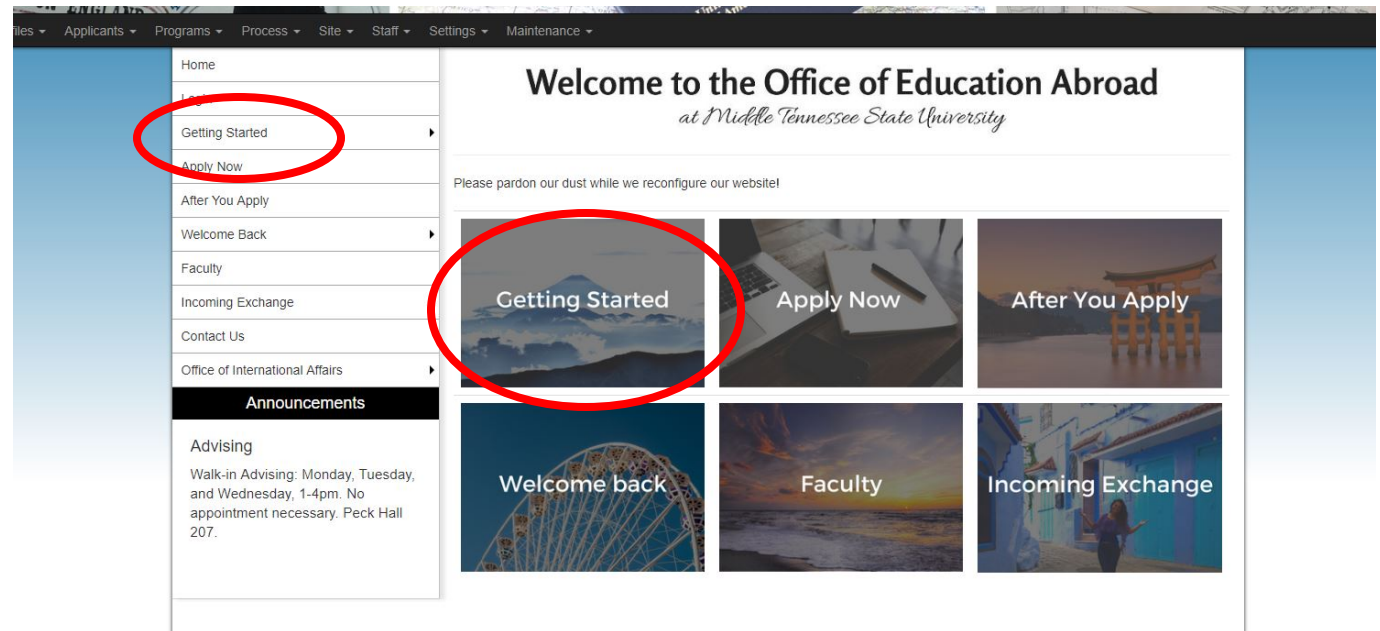 ON ENGLAND
Applicants Programs Process Site Staff Settings Maintenance
Home
Getting Started
Apply Now
After You Apply
Welcome Back
Faculty
Incoming Exchange
Contact Us
Office of International Affairs
Announcements
Advising
Walk-in Advising: Monday, Tuesday,
and Wednesday, 1-4pm. No
appointment necessary. Peck Hall
207.
Welcome to the Office of Education Abroad
at Middle Tennessee State University
Please pardon our dust while we reconfigure our website!
Getting Started
Apply Now
After You Apply
Welcome back
Faculty
Incoming Exchange